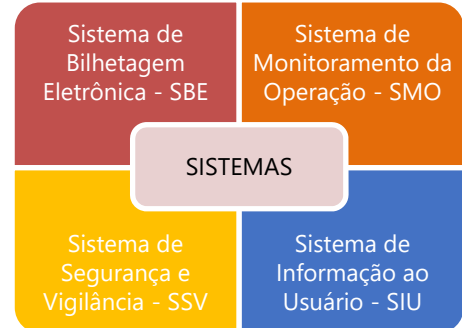 Sistema de
Bilhetagem
Eletrônica - SBE
Sistema de
Monitoramento da
Operação - SMO
SISTEMAS
Sistema de
Segurança e
Vigilância - SSV
Sistema de
Informação ao
Usuário - SIU